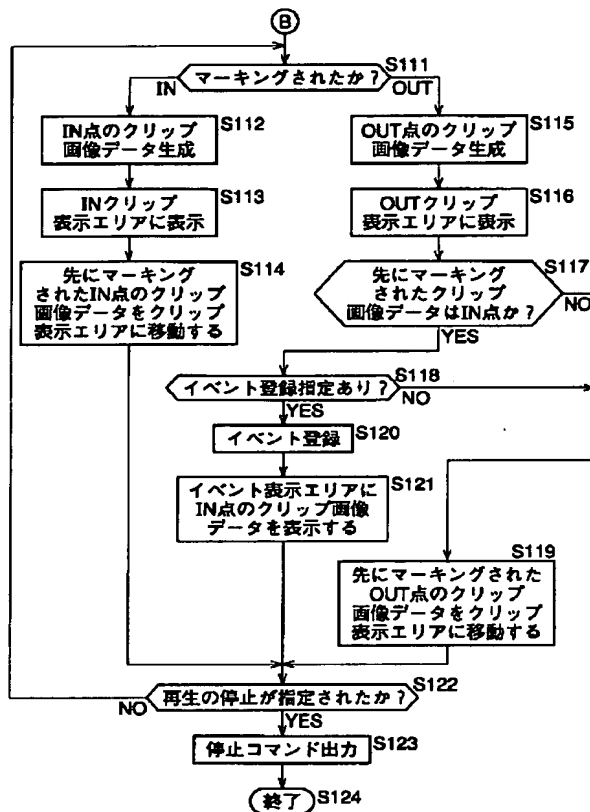 B
マーキングされたか？
S111
IN
OUT
IN点のクリップ
画像データ生成
S112
OUT点のクリップ
画像データ生成
S115
INクリップ
表示エリアに表示
S113
OUTクリップ
表示エリアに表示
S116
先にマーキング
されたIN点のクリップ
画像データをクリップ
表示エリアに移動する
S114
先にマーキング
されたクリップ
画像データはIN点か？
S117
NO
YES
イベント登録指定あり？
S118
NO
YES
イベント登録
S120
イベント表示エリアに
IN点のクリップ画像
データを表示する
S121
先にマーキングされた
OUT点のクリップ
画像データをクリップ
表示エリアに移動する
S119
再生の停止が指定されたか？
S122
NO
YES
停止コマンド出力
S123
終了
S124